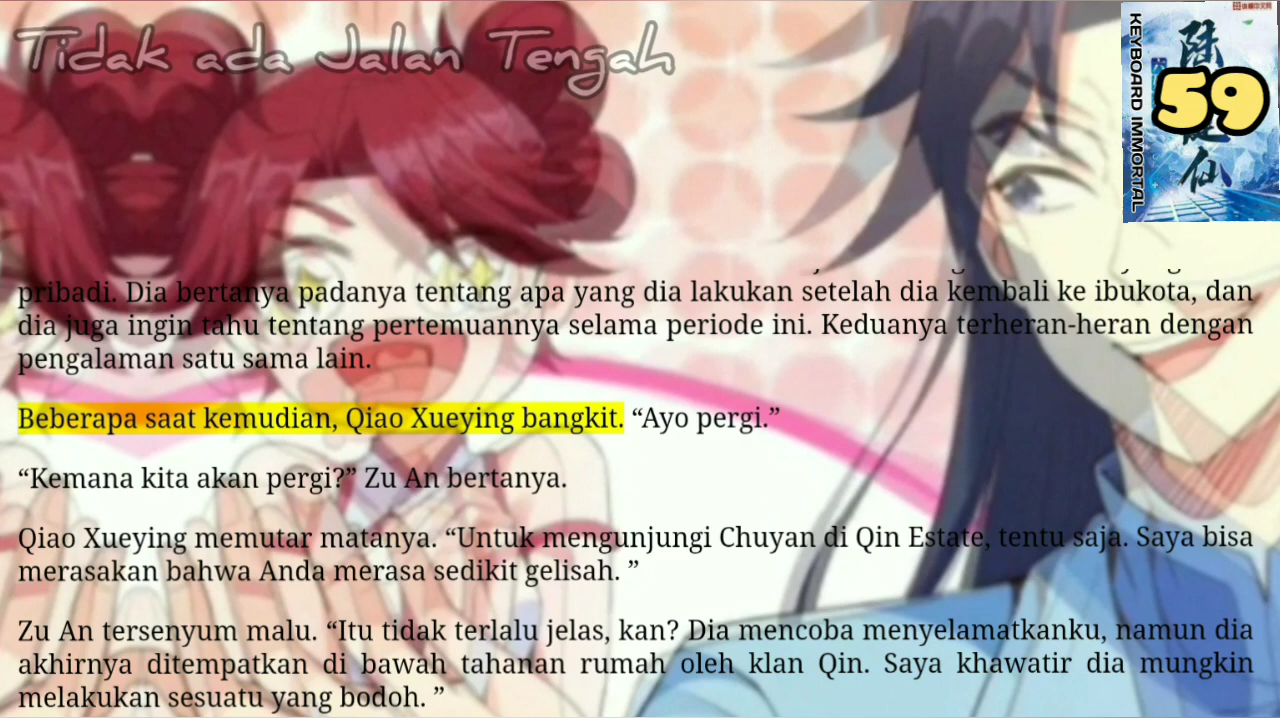 Tidak ada Jalan Tengah
KEYBOARD IMMORTAL
59
仙
pribadi. Dia bertanya padanya tentang apa yang dia lakukan setelah dia kembali ke ibukota, dan
dia juga ingin tahu tentang pertemuannya selama periode ini. Keduanya terheran-heran dengan
pengalaman satu sama lain.
Beberapa saat kemudian, Qiao Xueying bangkit. “Ayo pergi.”
“Kemana kita akan pergi?” Zu An bertanya.
Qiao Xueying memutar matanya. “Untuk mengunjungi Chuyan di Qin Estate, tentu saja. Saya bisa
merasakan bahwa Anda merasa sedikit gelisah. ”
Zu An tersenyum malu. “Itu tidak terlalu jelas, kan? Dia mencoba menyelamatkanku, namun dia
akhirnya ditempatkan di bawah tahanan rumah oleh klan Qin. Saya khawatir dia mungkin
melakukan sesuatu yang bodoh. ”